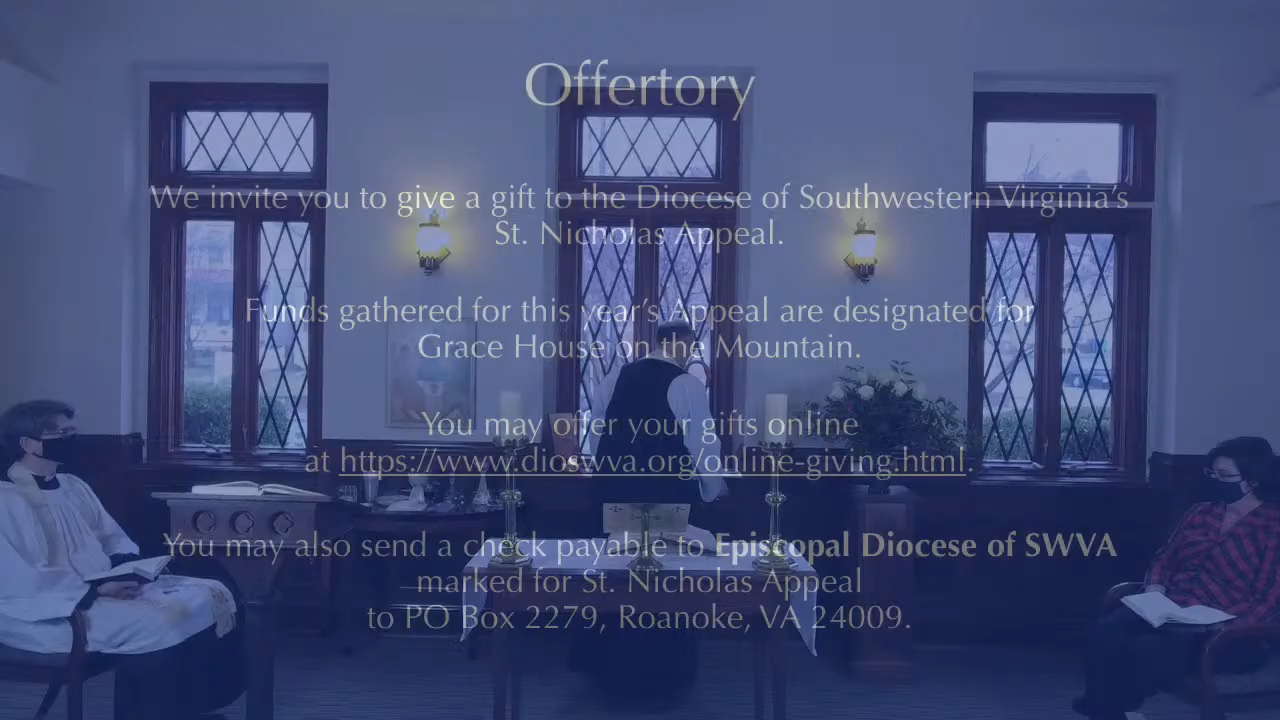 Offertory
We invite you to give a gift to the Diocese of Southwestern Virginia's
St. Nicholas Appeal.
Funds gathered for this year's Appeal are designated for
Grace House on the Mountain.
You may offer your gifts online
at https://www.dioswva.org/online-giving.html.
You may also send a check payable to Episcopal Diocese of SWVA
marked for St. Nicholas Appeal
to PO Box 2279, Roanoke, VA 24009.